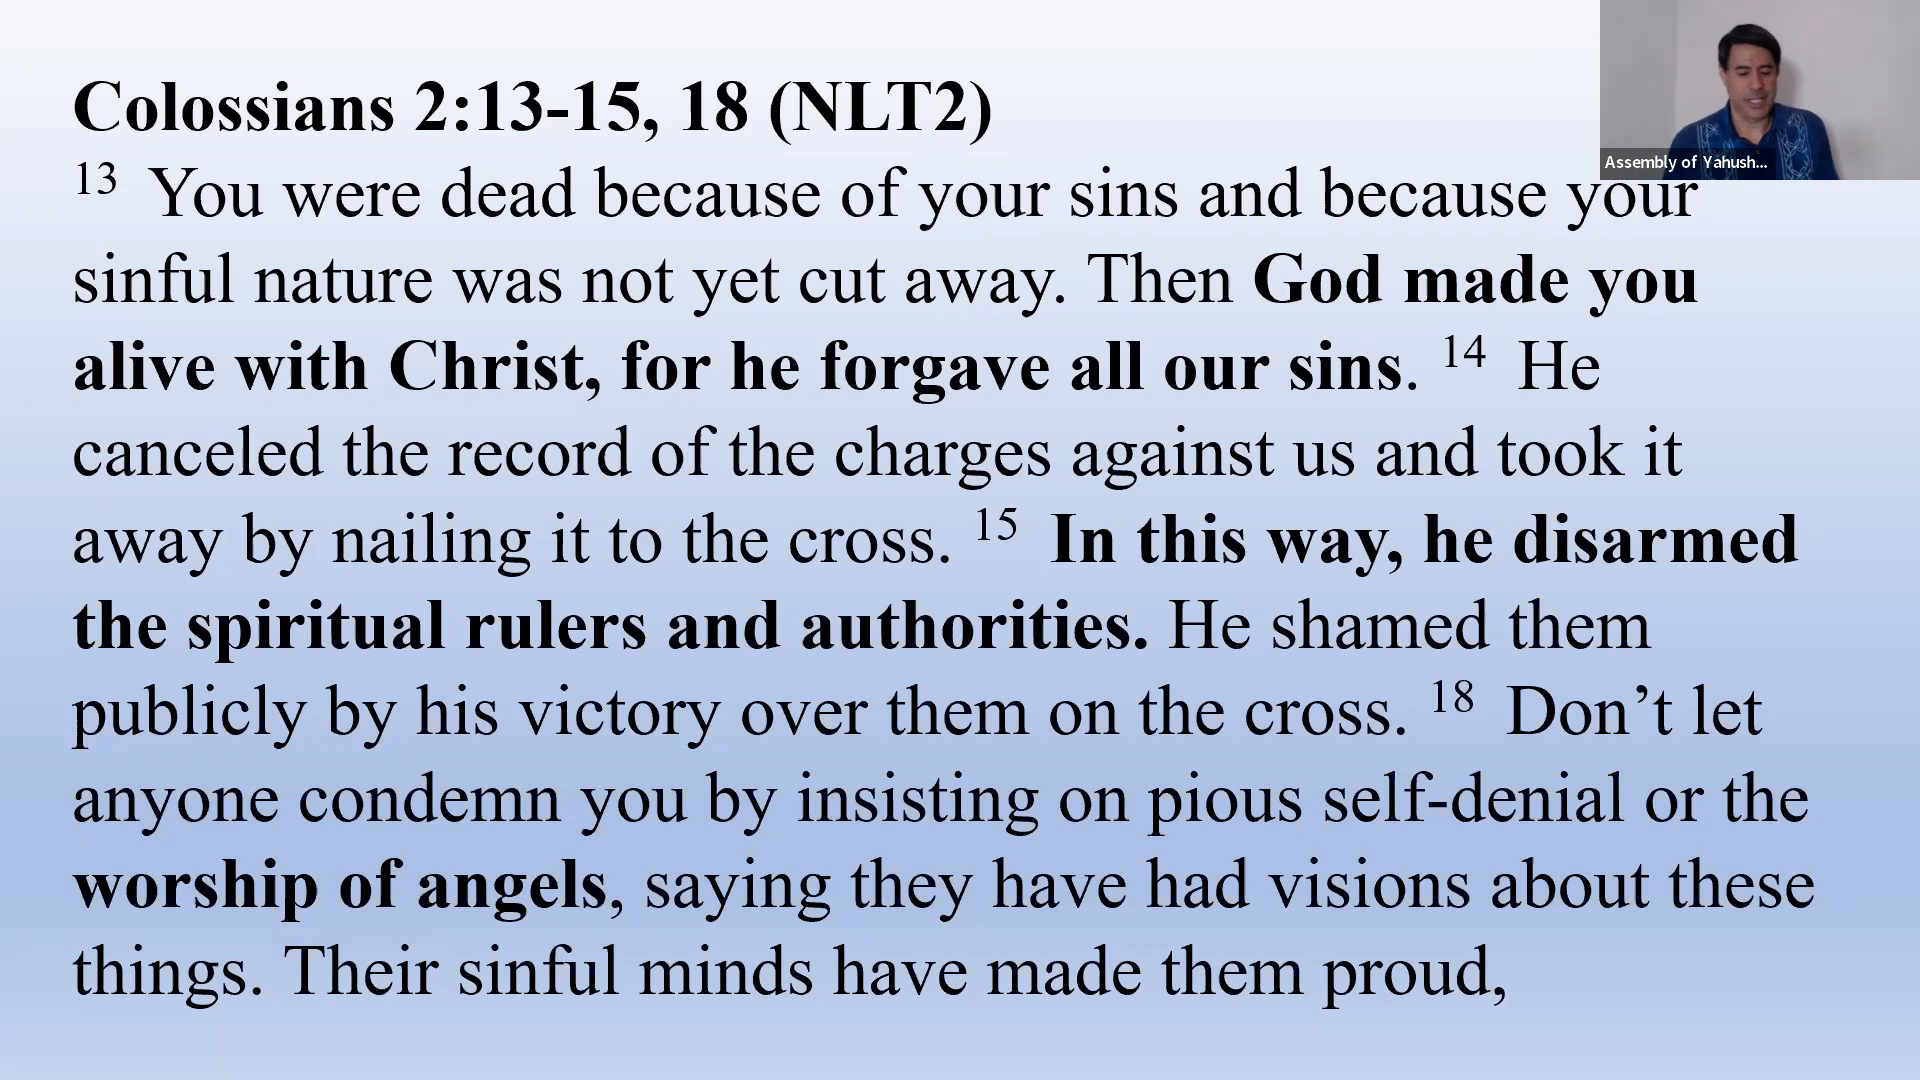 Colossians 2:13-15, 18 (NLT2)
Assembly of Yahush...
13 You were dead because of your sins and because your
sinful nature was not yet cut away. Then God made you
alive with Christ, for he forgave all our sins. 14 He
canceled the record of the charges against us and took it
away by nailing it to the cross. 15 In this way, he disarmed
the spiritual rulers and authorities. He shamed them
publicly by his victory over them on the cross. 18 Don’t let
anyone condemn you by insisting on pious self-denial or the
worship of angels, saying they have had visions about these
things. Their sinful minds have made them proud,